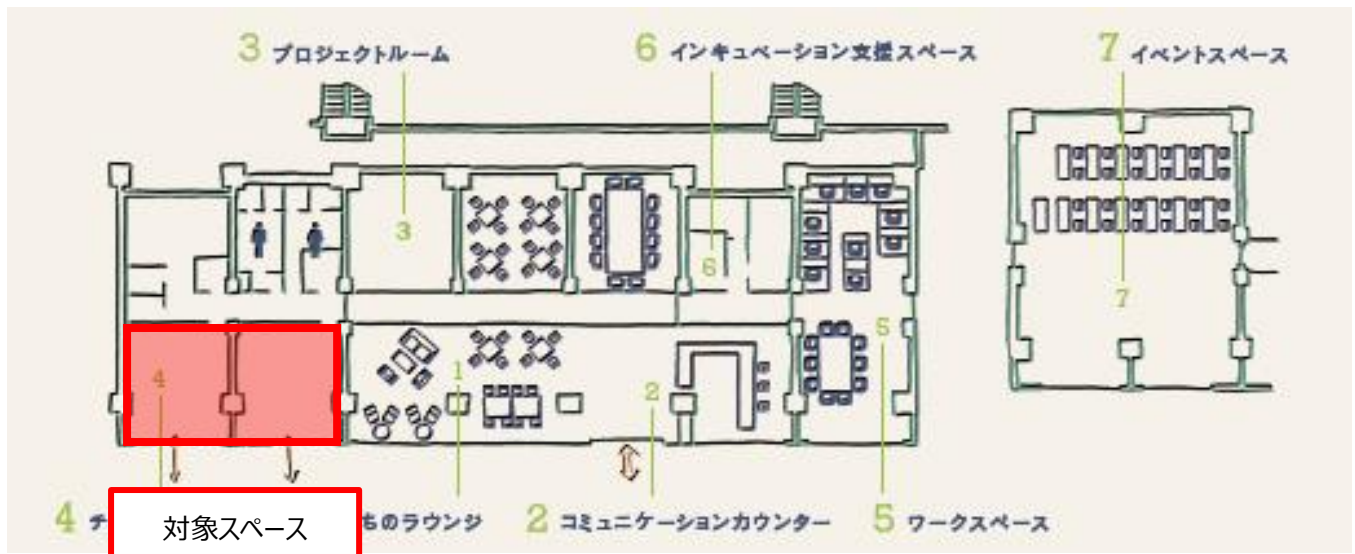 3 プロジェクトルーム
6 インキュベーション支援スペース
7 イベントスペース
3
6
5
7
4
1
2
4 チ
対象スペース
ちのラウンジ
2 コミュニケーションカウンター
5 ワークスペース